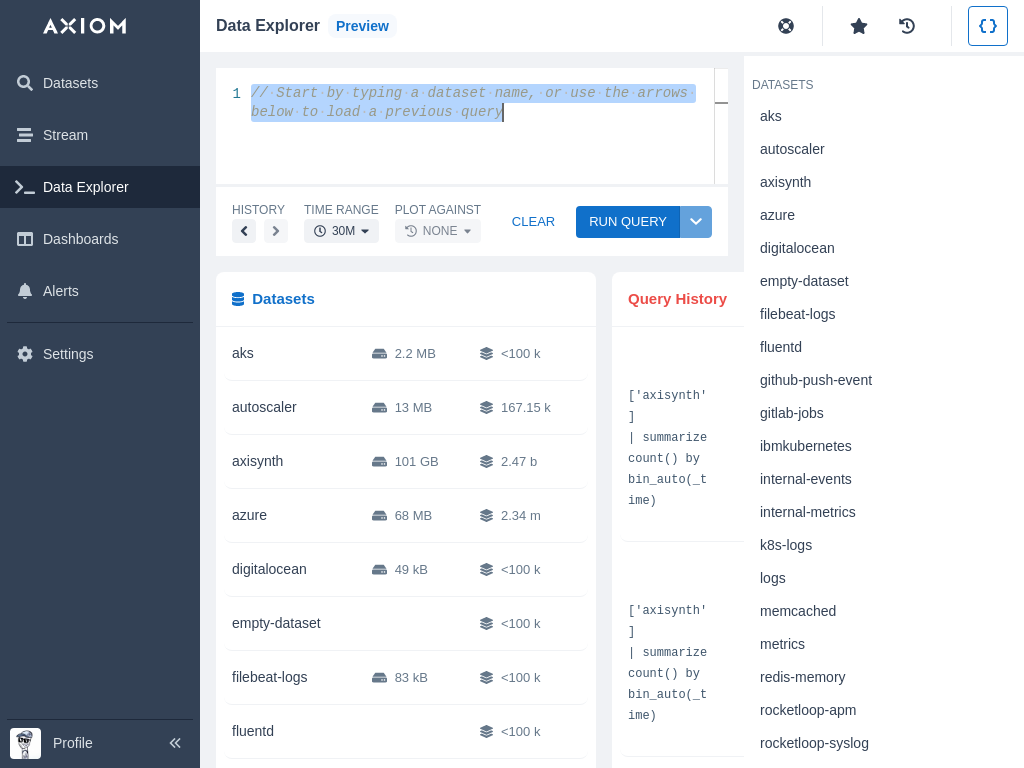 AXIOM
Datasets
Stream
Data Explorer
Dashboards
Alerts
Settings
Profile
Data Explorer
Preview
1
// Start by typing a dataset name, or use the arrows
below to load a previous query
HISTORY
TIME RANGE
30M
PLOT AGAINST
NONE
CLEAR
RUN QUERY
Datasets
aks 2.2 MB <100 k
autoscaler 13 MB 167.15 k
axisynth 101 GB 2.47 b
azure 68 MB 2.34 m
digitalocean 49 kB <100 k
empty-dataset <100 k
filebeat-logs 83 kB <100 k
fluentd <100 k
Query History
['axisynth'
]
| summarize
count() by
bin_auto(_t
ime)
['axisynth'
]
| summarize
count() by
bin_auto(_t
ime)
DATASETS
aks
autoscaler
axisynth
azure
digitalocean
empty-dataset
filebeat-logs
fluentd
github-push-event
gitlab-jobs
ibmkubernetes
internal-events
internal-metrics
k8s-logs
logs
memcached
metrics
redis-memory
rocketloop-apm
rocketloop-syslog